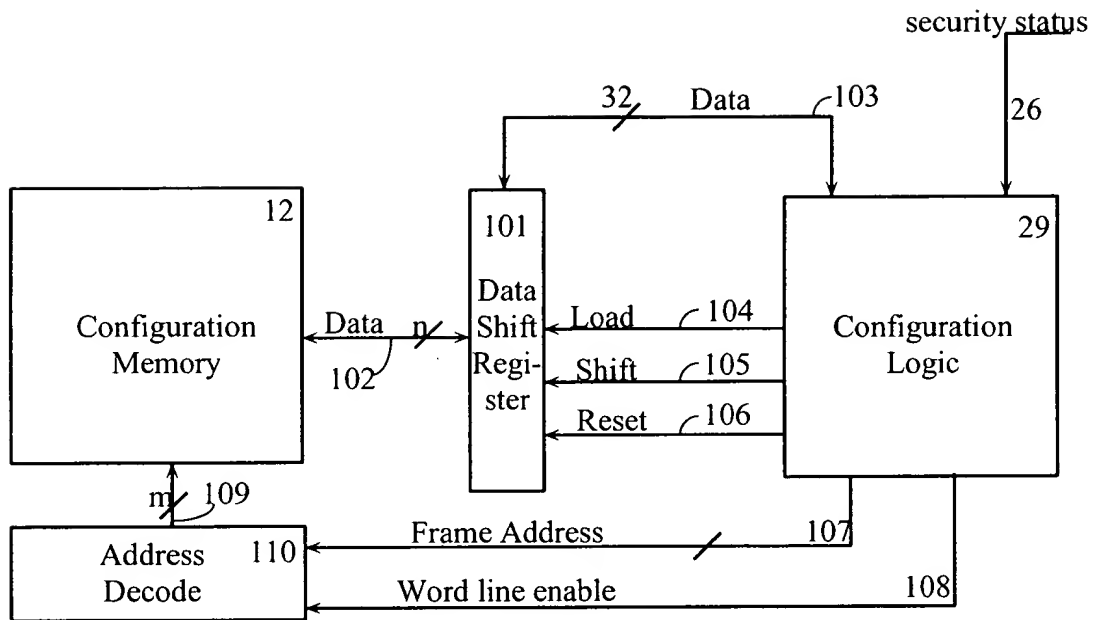 security status
32 Data 103
26
12
101
29
Configuration
Memory
Data
Shift
Regi-
ster
Data n
102
Load 104
Shift 105
Reset 106
Configuration
Logic
m 109
Address
Decode
110
Frame Address 107
Word line enable 108